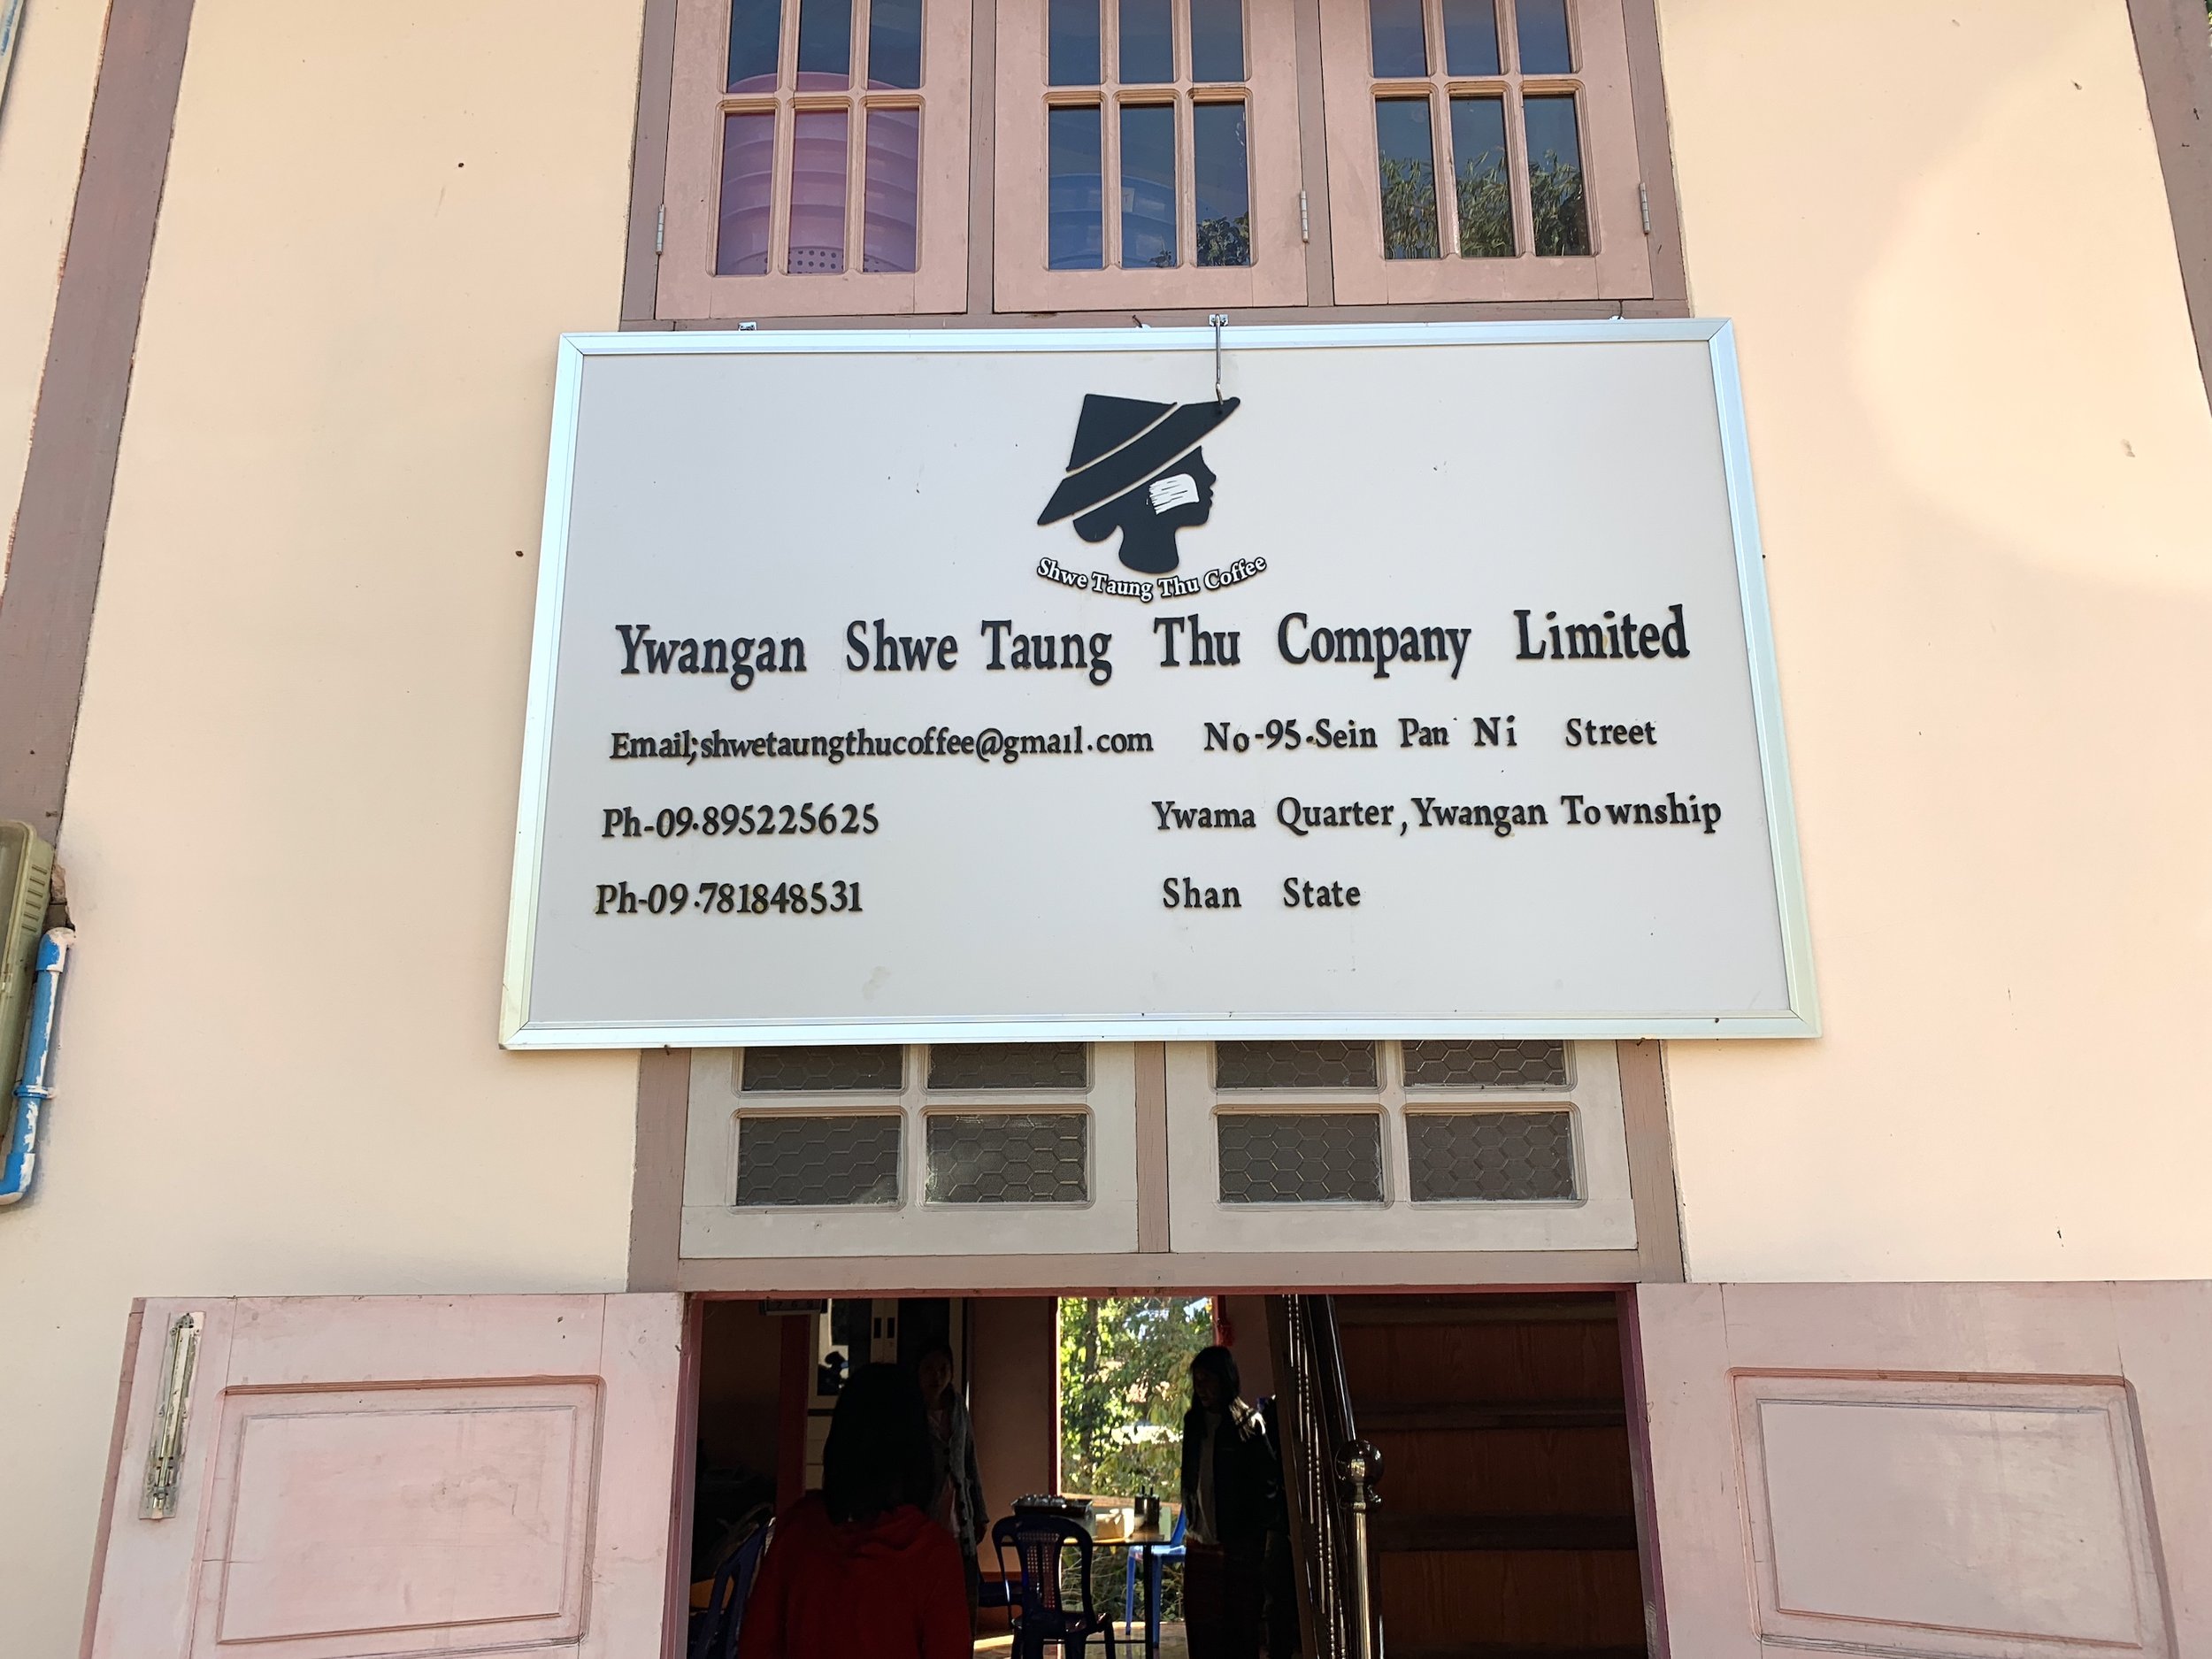 Shwe Taung Thu Coffee
Ywangan Shwe Taung Thu Company Limited
Email;shwetaungthucoffee@gmail.com
No-95.Sein Pan Ni Street
Ph-09.895225625
Ywama Quarter,Ywangan Township
Ph-09.781848531
Shan State